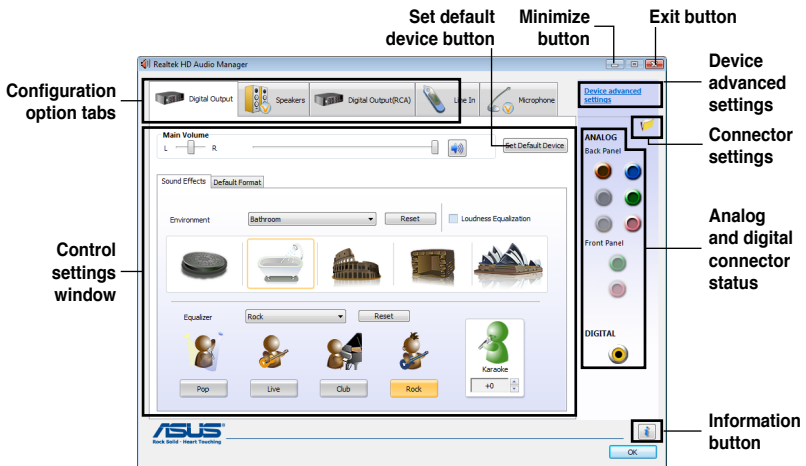 Set default
device button
Minimize
button
Exit button
Realtek HD Audio Manager
Configuration
option tabs
Digital Output
Speakers
Digital Output(RCA)
Line In
Microphone
Device advanced
settings
Device
advanced
settings
Main Volume
L
R
Set Default Device
ANALOG
Back Panel
Connector
settings
Sound Effects
Default Format
Environment
Bathroom
Reset
Loudness Equalization
Control
settings
window
Front Panel
Analog
and digital
connector
status
Equalizer
Rock
Reset
Karaoke
+0
Pop
Live
Club
Rock
DIGITAL
ASUS
Rock Solid · Heart Touching
Information
button
OK